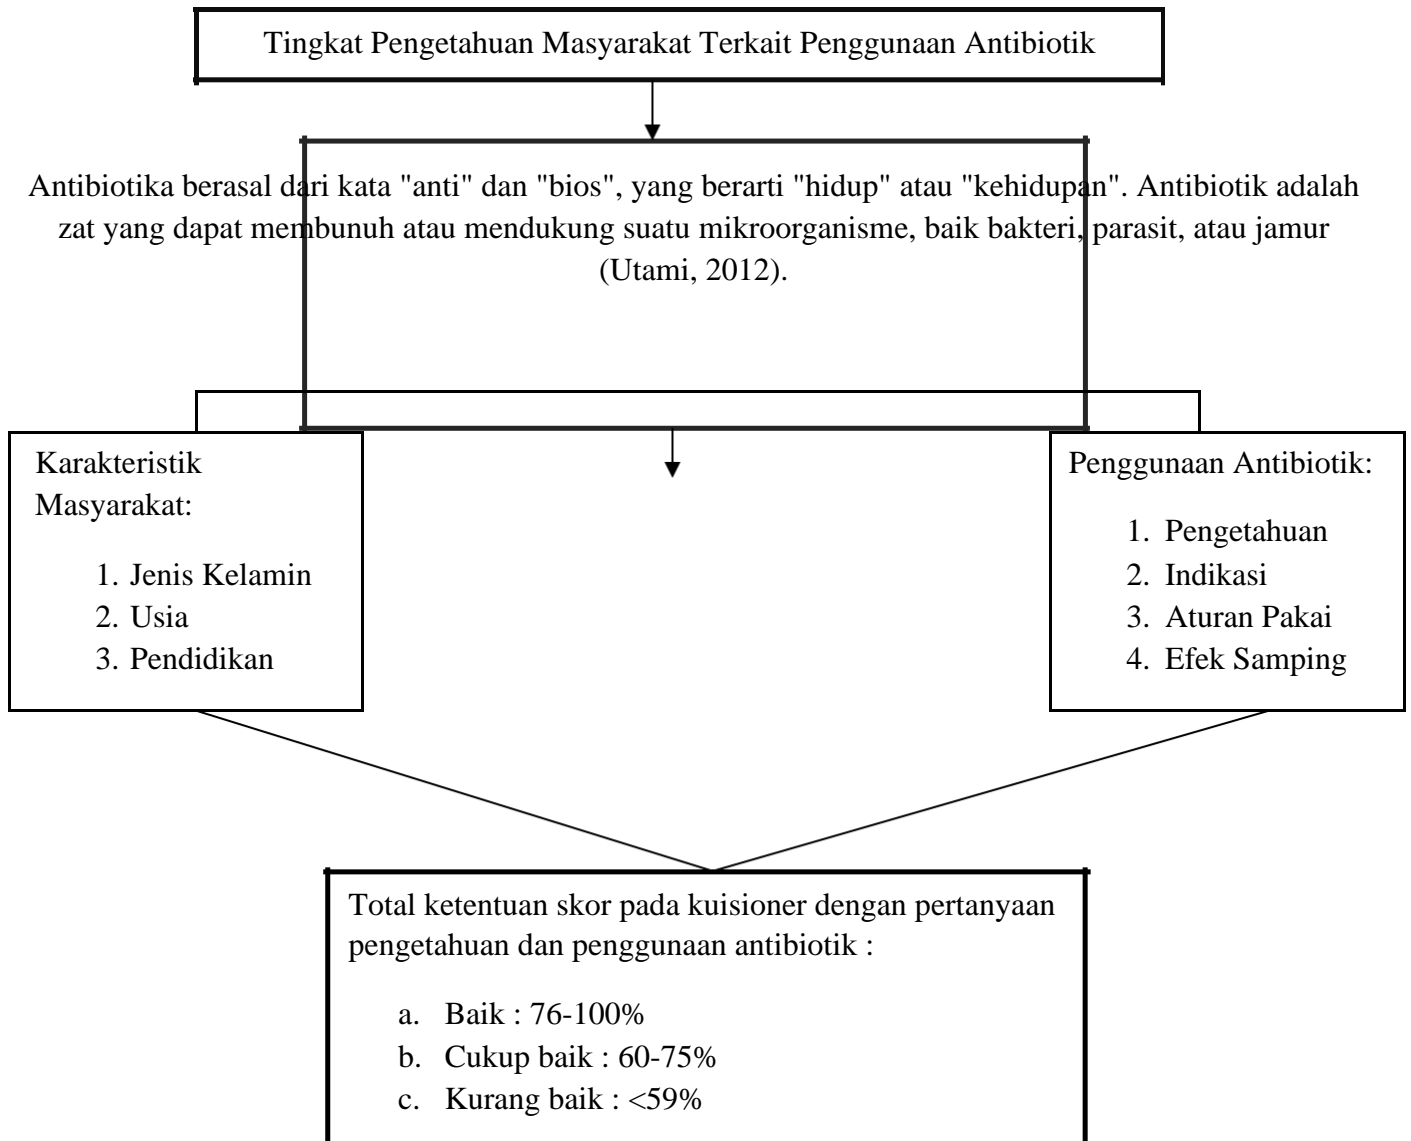 Tingkat Pengetahuan Masyarakat Terkait Penggunaan Antibiotik
Antibiotika berasal dari kata "anti" dan "bios", yang berarti "hidup" atau "kehidupan". Antibiotik adalah
zat yang dapat membunuh atau mendukung suatu mikroorganisme, baik bakteri, parasit, atau jamur
(Utami, 2012).
Karakteristik
Masyarakat:
1. Jenis Kelamin
2. Usia
3. Pendidikan
Penggunaan Antibiotik:
1. Pengetahuan
2. Indikasi
3. Aturan Pakai
4. Efek Samping
Total ketentuan skor pada kuisioner dengan pertanyaan
pengetahuan dan penggunaan antibiotik :
a. Baik : 76-100%
b. Cukup baik : 60-75%
c. Kurang baik : <59%